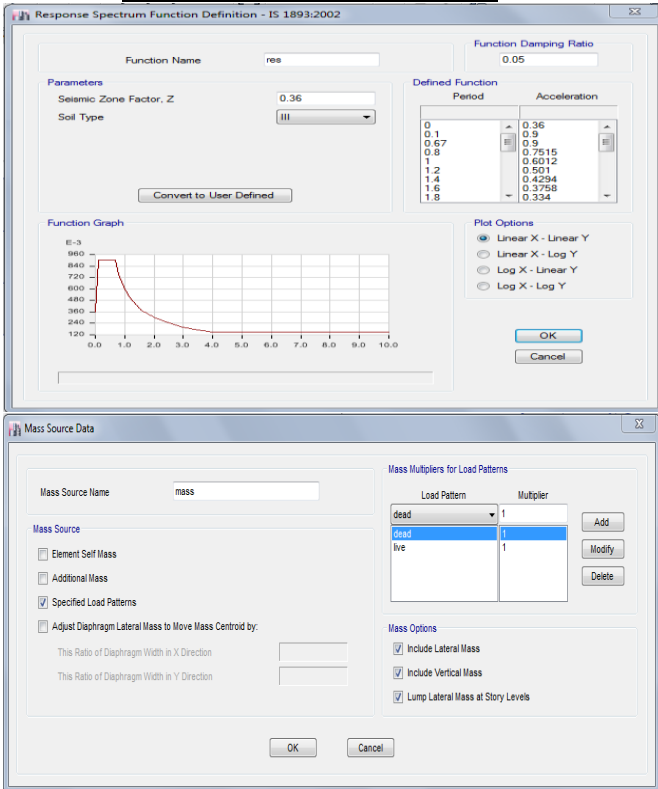 Response Spectrum Function Definition - IS 1893:2002
Function Name
res
Function Damping Ratio
0.05
Parameters
Seismic Zone Factor, Z
0.36
Soil Type
III
Convert to User Defined
Defined Function
Period Acceleration
0 0.36
0.1 0.9
0.67 0.9
0.8 0.7515
1 0.6012
1.2 0.501
1.4 0.4294
1.6 0.3758
1.8 0.334
Function Graph
E-3
960
840
720
600
480
360
240
120
0.0 1.0 2.0 3.0 4.0 5.0 6.0 7.0 8.0 9.0 10.0
Plot Options
Linear X - Linear Y
Linear X - Log Y
Log X - Linear Y
Log X - Log Y
OK
Cancel
Mass Source Data
Mass Source Name
mass
Mass Source
Element Self Mass
Additional Mass
Specified Load Patterns
Adjust Diaphragm Lateral Mass to Move Mass Centroid by:
This Ratio of Diaphragm Width in X Direction
This Ratio of Diaphragm Width in Y Direction
Mass Multipliers for Load Patterns
Load Pattern Multiplier
dead 1
dead 1
live 1
Add
Modify
Delete
Mass Options
Include Lateral Mass
Include Vertical Mass
Lump Lateral Mass at Story Levels
OK
Cancel